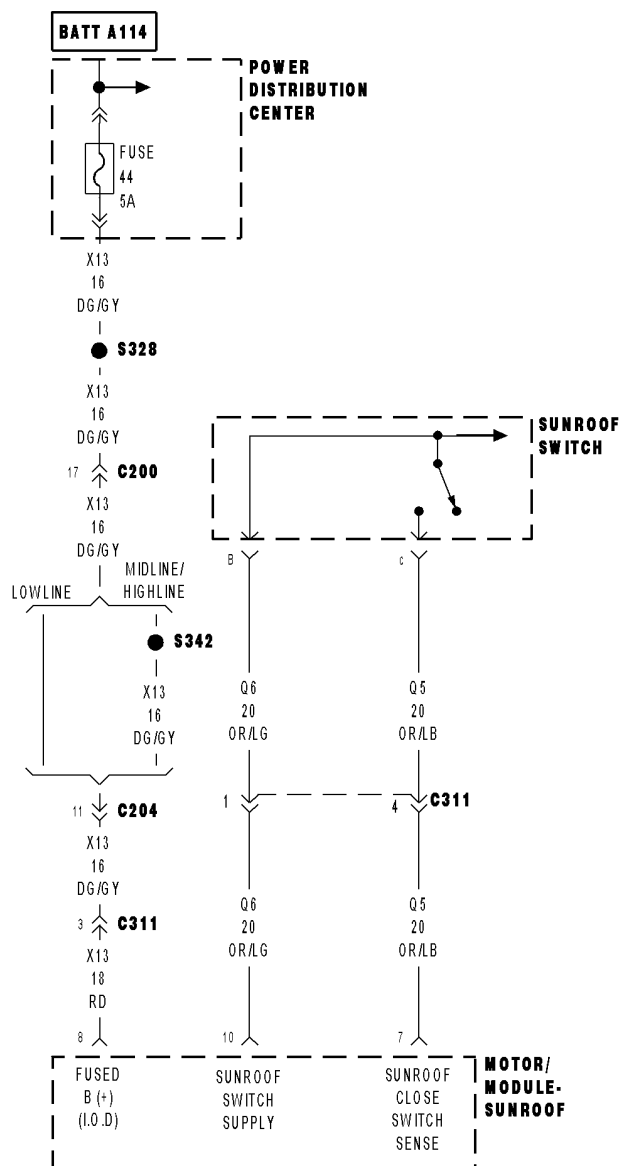 BATT A114
POWER
DISTRIBUTION
CENTER
FUSE
44
5A
X13
16
DG/GY
S328
X13
16
DG/GY
17
C200
X13
16
DG/GY
LOWLINE
MIDLINE/
HIGHLINE
S342
X13
16
DG/GY
11
C204
X13
16
DG/GY
3
C311
X13
18
RD
8
SUNROOF
SWITCH
B
C
Q6
20
OR/LG
Q5
20
OR/LB
1
4
C311
Q6
20
OR/LG
Q5
20
OR/LB
10
7
FUSED
B (+)
(I.O.D)
SUNROOF
SWITCH
SUPPLY
SUNROOF
CLOSE
SWITCH
SENSE
MOTOR/
MODULE-
SUNROOF